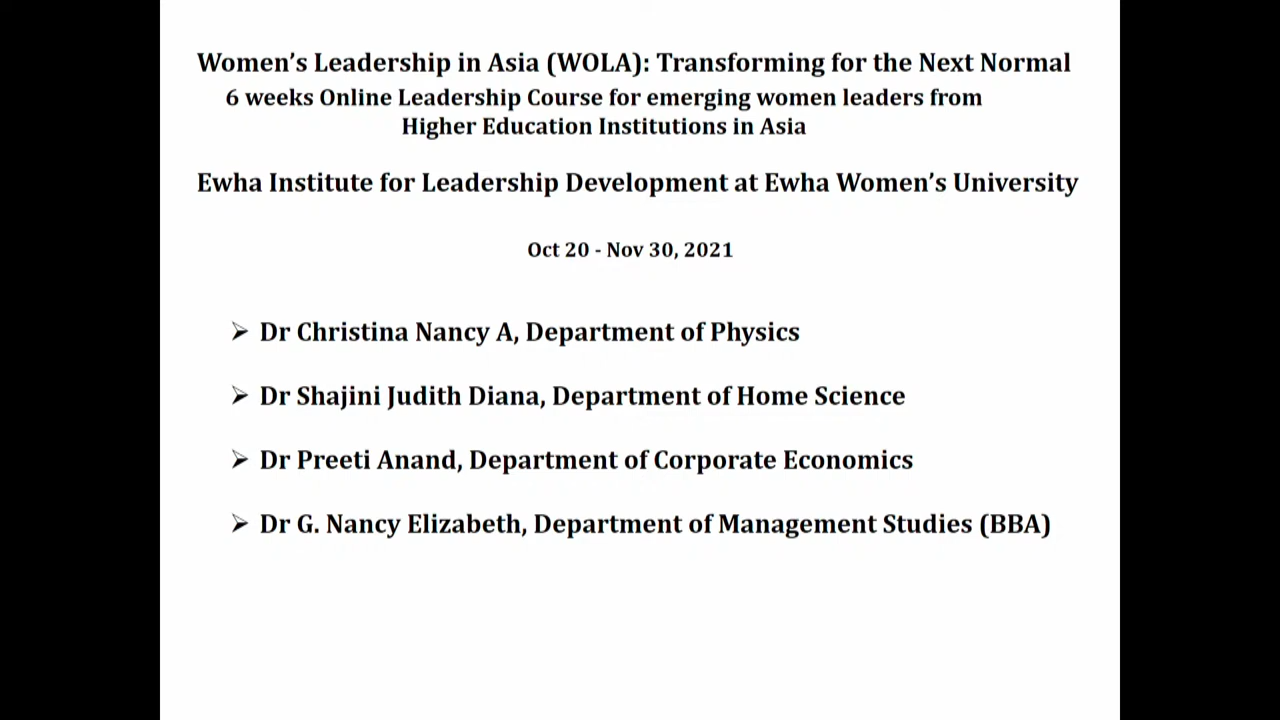 Women’s Leadership in Asia (WOLA): Transforming for the Next Normal
6 weeks Online Leadership Course for emerging women leaders from
Higher Education Institutions in Asia
Ewha Institute for Leadership Development at Ewha Women’s University
Oct 20 - Nov 30, 2021
➢ Dr Christina Nancy A, Department of Physics
➢ Dr Shajini Judith Diana, Department of Home Science
➢ Dr Preeti Anand, Department of Corporate Economics
➢ Dr G. Nancy Elizabeth, Department of Management Studies (BBA)